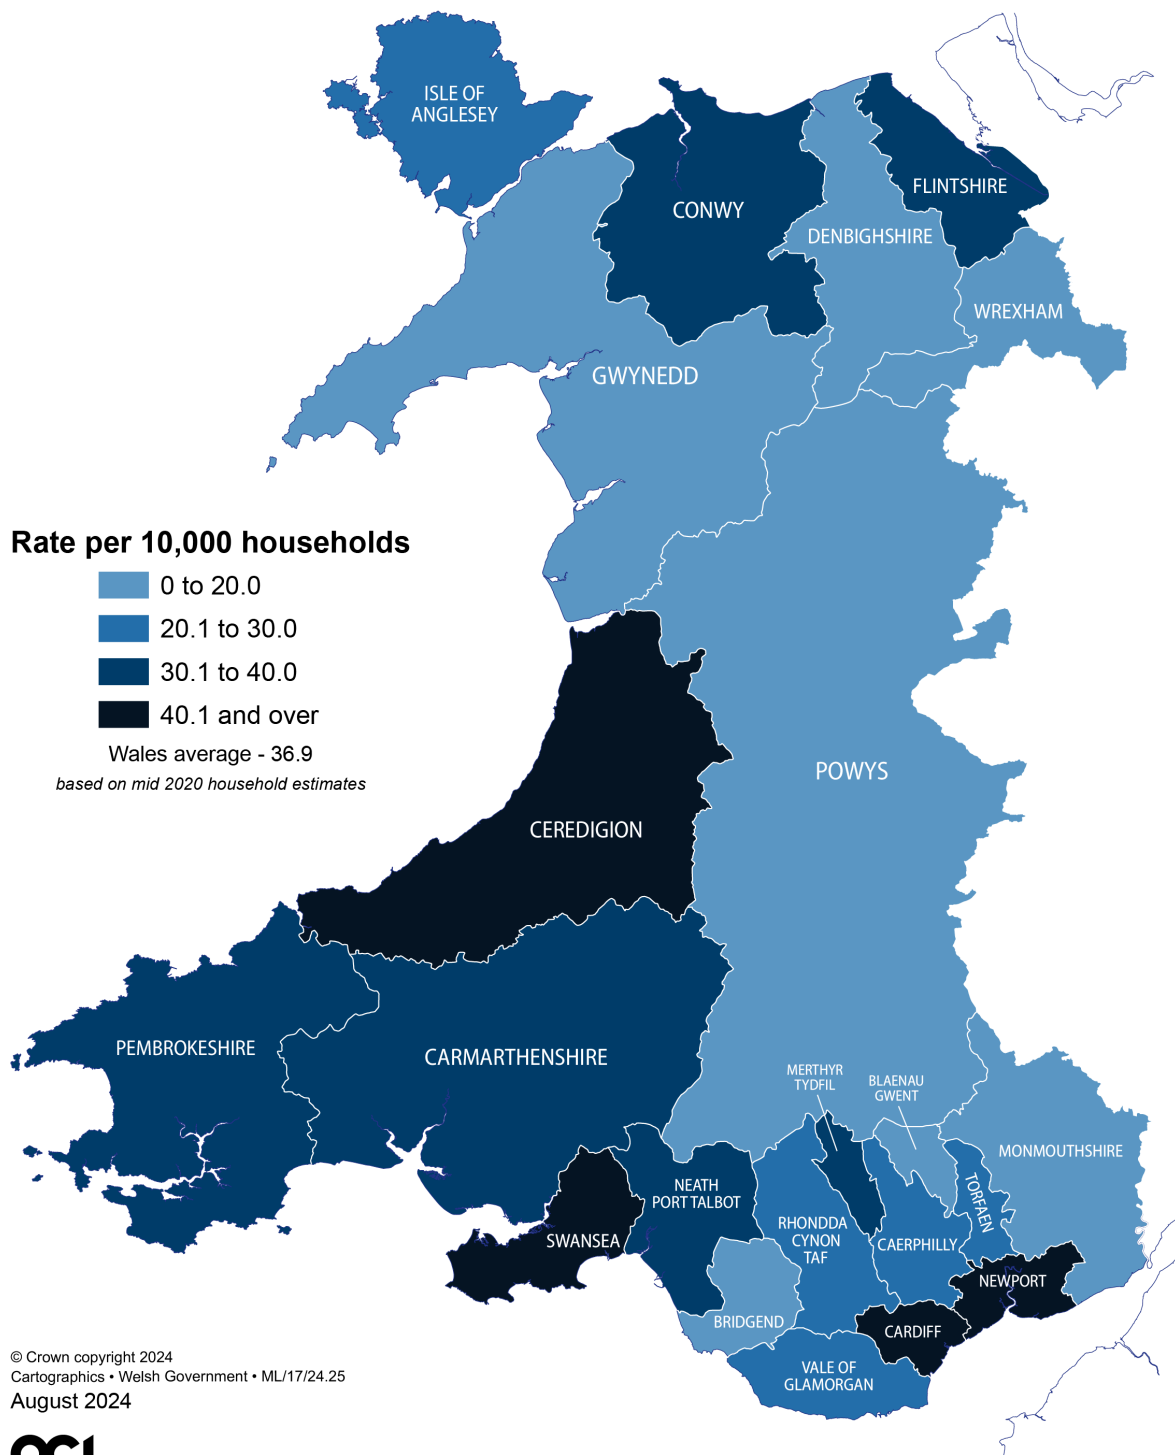 ISLE OF
ANGLESEY
CONWY
FLINTSHIRE
DENBIGHSHIRE
WREXHAM
GWYNEDD
Rate per 10,000 households
0 to 20.0
20.1 to 30.0
30.1 to 40.0
40.1 and over
Wales average - 36.9
based on mid 2020 household estimates
POWYS
CEREDIGION
PEMBROKESHIRE
CARMARTHENSHIRE
MERTHYR
TYDFIL
BLAENAU
GWENT
MONMOUTHSHIRE
NEATH
PORT TALBOT
TORFAEN
RHONDDA
CYNON
TAF
SWANSEA
CAERPHILLY
NEWPORT
BRIDGEND
CARDIFF
VALE OF
GLAMORGAN
© Crown copyright 2024
Cartographics • Welsh Government • ML/17/24.25
August 2024